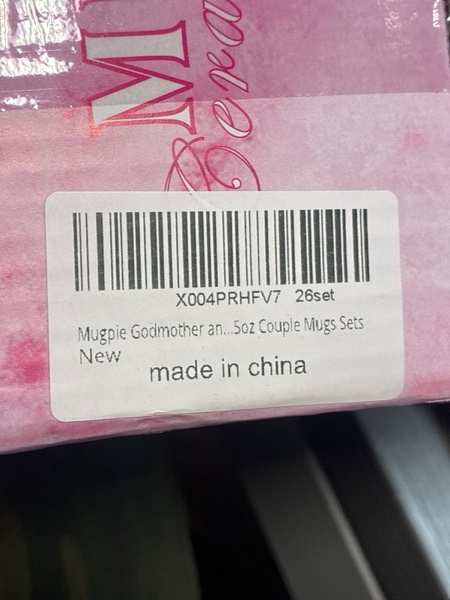 X004PRHFV7 26set
Mugpie Godmother an...5oz Couple Mugs Sets
New
made in china